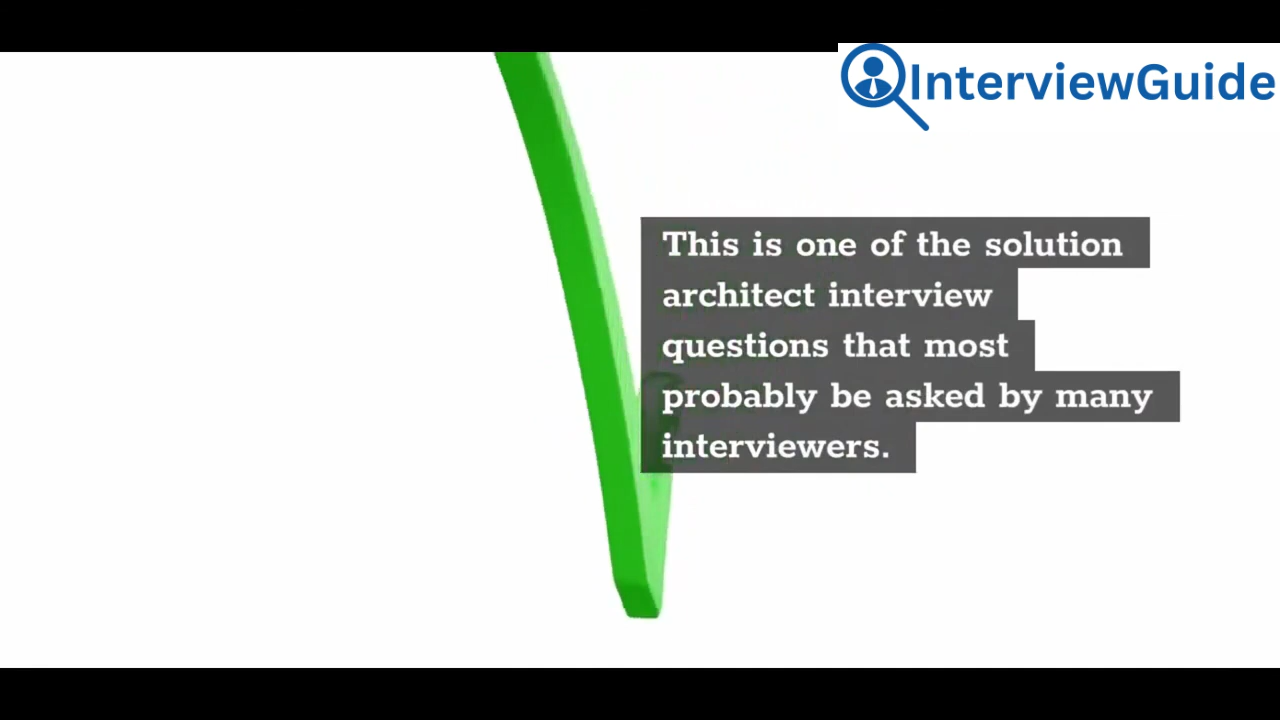 InterviewGuide
This is one of the solution
architect interview
questions that most
probably be asked by many
interviewers.